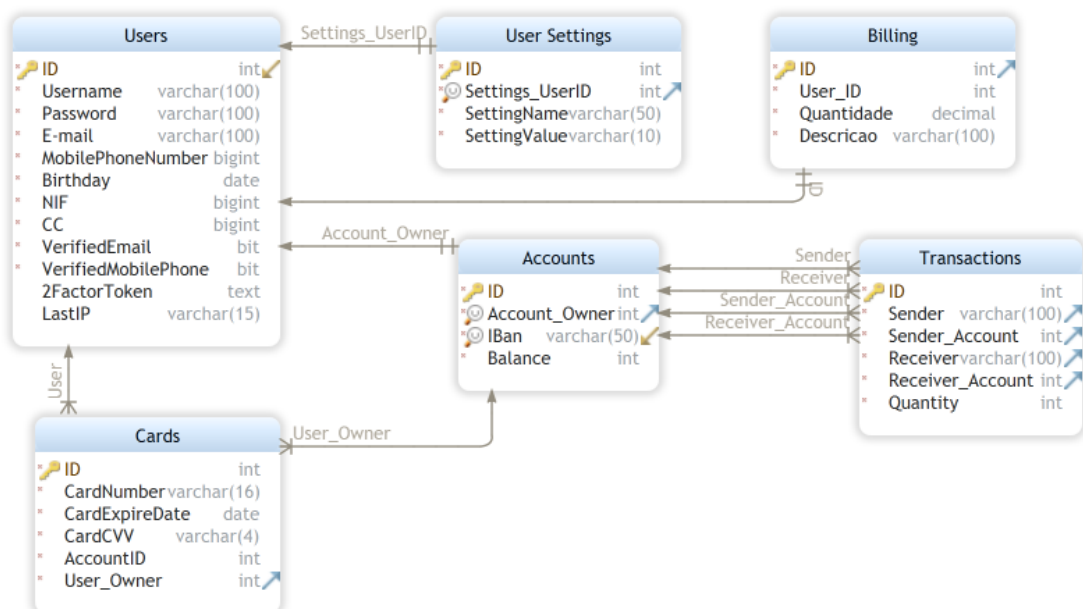 Users
ID int
Username varchar(100)
Password varchar(100)
E-mail varchar(100)
MobilePhoneNumber bigint
Birthday date
NIF bigint
CC bigint
VerifiedEmail bit
VerifiedMobilePhone bit
2FactorToken text
LastIP varchar(15)
Settings_UserID
User Settings
ID int
Settings_UserID int
SettingName varchar(50)
SettingValue varchar(10)
Billing
ID int
User_ID int
Quantidade decimal
Descricao varchar(100)
ID
Account_Owner
Accounts
ID int
Account_Owner int
IBan varchar(50)
Balance int
Sender
Receiver
Sender_Account
Receiver_Account
Transactions
ID int
Sender varchar(100)
Sender_Account int
Receiver varchar(100)
Receiver_Account int
Quantity int
User
User_Owner
Cards
ID int
CardNumber varchar(16)
CardExpireDate date
CardCVV varchar(4)
AccountID int
User_Owner int